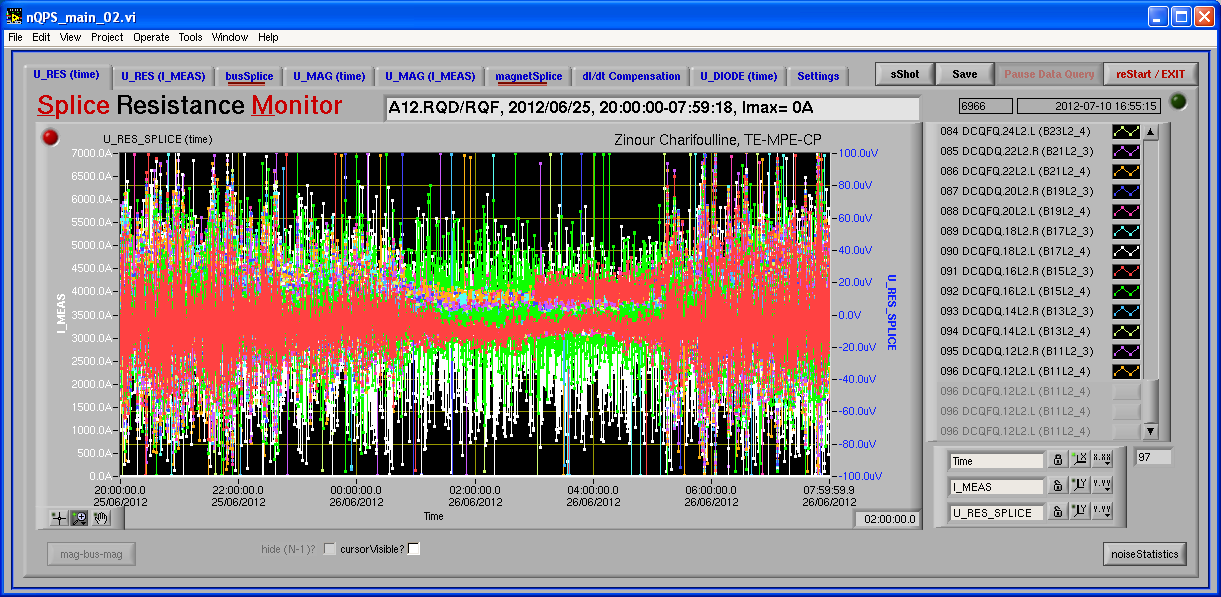 nQPS_main_02.vi
File Edit View Project Operate Tools Window Help
U_RES (time) U_RES (I_MEAS) busSplice U_MAG (time) U_MAG (I_MEAS) magnetSplice dI/dt Compensation U_DIODE (time) Settings
sShot Save Pause Data Query reStart / EXIT
Splice Resistance Monitor
A12.RQD/RQF, 2012/06/25, 20:00:00-07:59:18, Imax= 0A
6966 2012-07-10 16:55:15
U_RES_SPLICE (time)
Zinour Charifoulline, TE-MPE-CP
7000.0A
6500.0A
6000.0A
5500.0A
5000.0A
4500.0A
4000.0A
3500.0A
3000.0A
2500.0A
2000.0A
1500.0A
1000.0A
500.0A
0.0A
I_MEAS
100.0uV
80.0uV
60.0uV
40.0uV
20.0uV
0.0V
-20.0uV
-40.0uV
-60.0uV
-80.0uV
-100.0uV
U_RES_SPLICE
20:00:00.0 22:00:00.0 00:00:00.0 02:00:00.0 04:00:00.0 06:00:00.0 07:59:59.9
25/06/2012 25/06/2012 26/06/2012 26/06/2012 26/06/2012 26/06/2012 26/06/2012
Time
02:00:00.0
084 DCQFQ.24L2.L (B23L2_4)
085 DCQDQ.22L2.R (B21L2_3)
086 DCQFQ.22L2.L (B21L2_4)
087 DCQDQ.20L2.R (B19L2_3)
088 DCQFQ.20L2.L (B19L2_4)
089 DCQDQ.18L2.R (B17L2_3)
090 DCQFQ.18L2.L (B17L2_4)
091 DCQDQ.16L2.R (B15L2_3)
092 DCQFQ.16L2.L (B15L2_4)
093 DCQDQ.14L2.R (B13L2_3)
094 DCQFQ.14L2.L (B13L2_4)
095 DCQDQ.12L2.R (B11L2_3)
096 DCQFQ.12L2.L (B11L2_4)
096 DCQFQ.12L2.L (B11L2_4)
096 DCQFQ.12L2.L (B11L2_4)
096 DCQFQ.12L2.L (B11L2_4)
Time X X.XX
97
I_MEAS Y Y.YY
U_RES_SPLICE Y Y.YY
mag-bus-mag
hide (N-1)? cursorVisible?
noiseStatistics